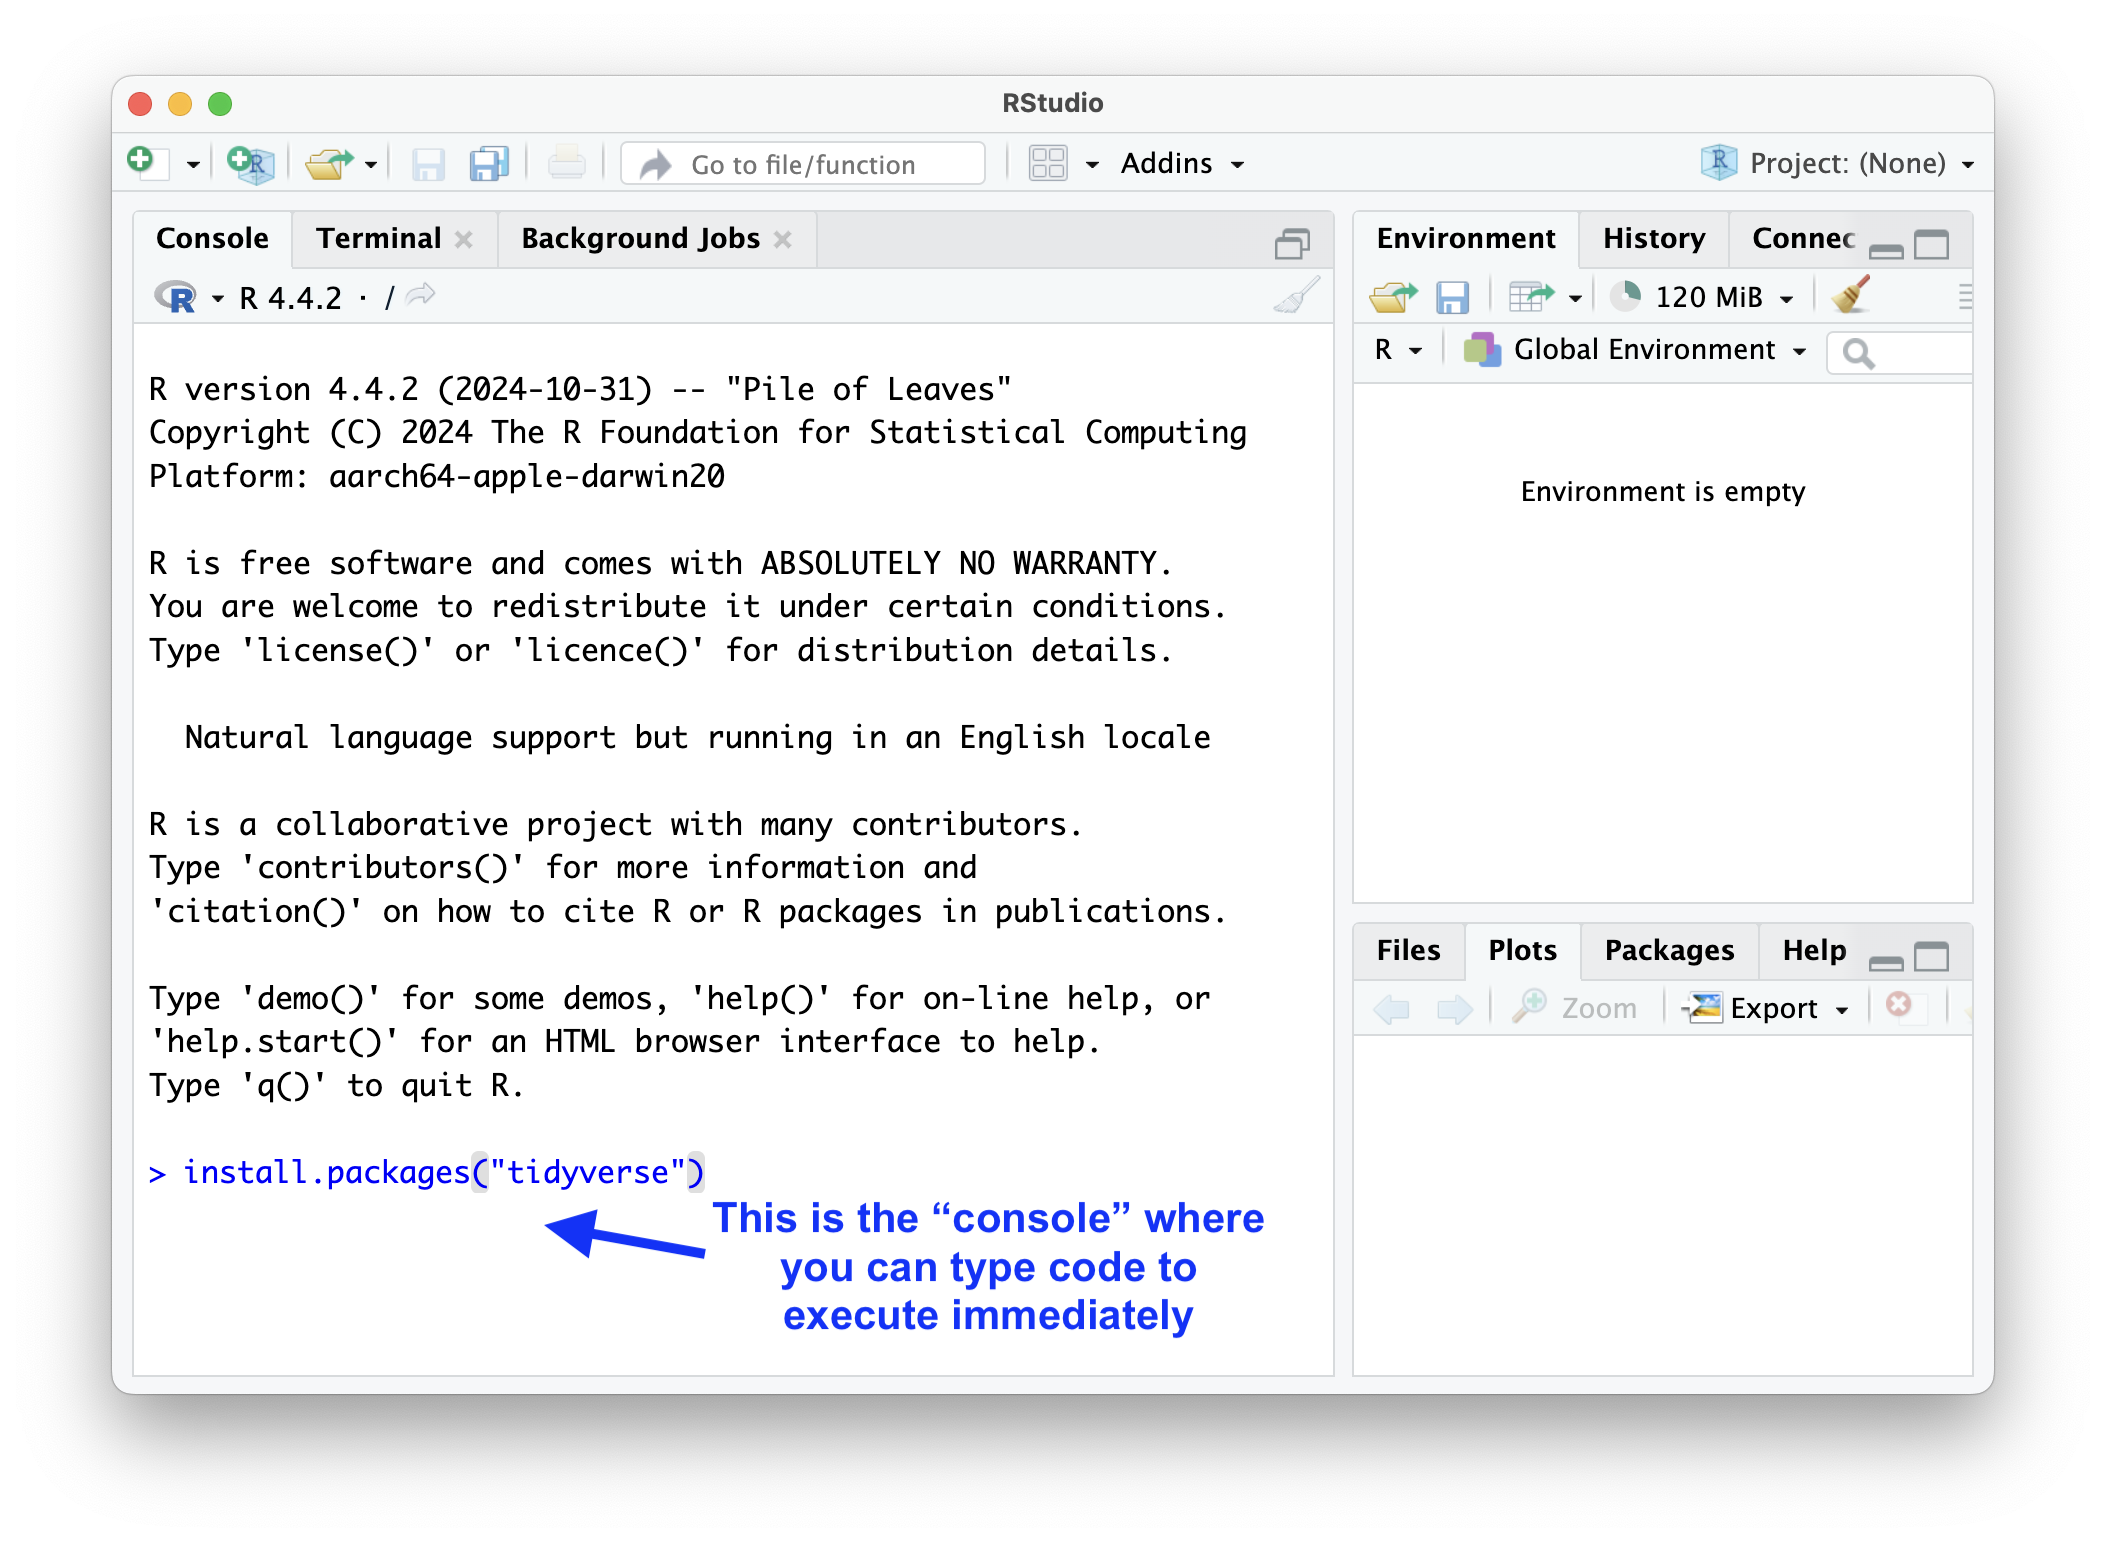 RStudio
Go to file/function
Addins
Project: (None)
Console
Terminal
Background Jobs
R 4.4.2 · /
R version 4.4.2 (2024-10-31) -- "Pile of Leaves"
Copyright (C) 2024 The R Foundation for Statistical Computing
Platform: aarch64-apple-darwin20
R is free software and comes with ABSOLUTELY NO WARRANTY.
You are welcome to redistribute it under certain conditions.
Type 'license()' or 'licence()' for distribution details.
Natural language support but running in an English locale
R is a collaborative project with many contributors.
Type 'contributors()' for more information and
'citation()' on how to cite R or R packages in publications.
Type 'demo()' for some demos, 'help()' for on-line help, or
'help.start()' for an HTML browser interface to help.
Type 'q()' to quit R.
> install.packages("tidyverse")
This is the “console” where
you can type code to
execute immediately
Environment
History
Connec
120 MiB
R
Global Environment
Environment is empty
Files
Plots
Packages
Help
Zoom
Export